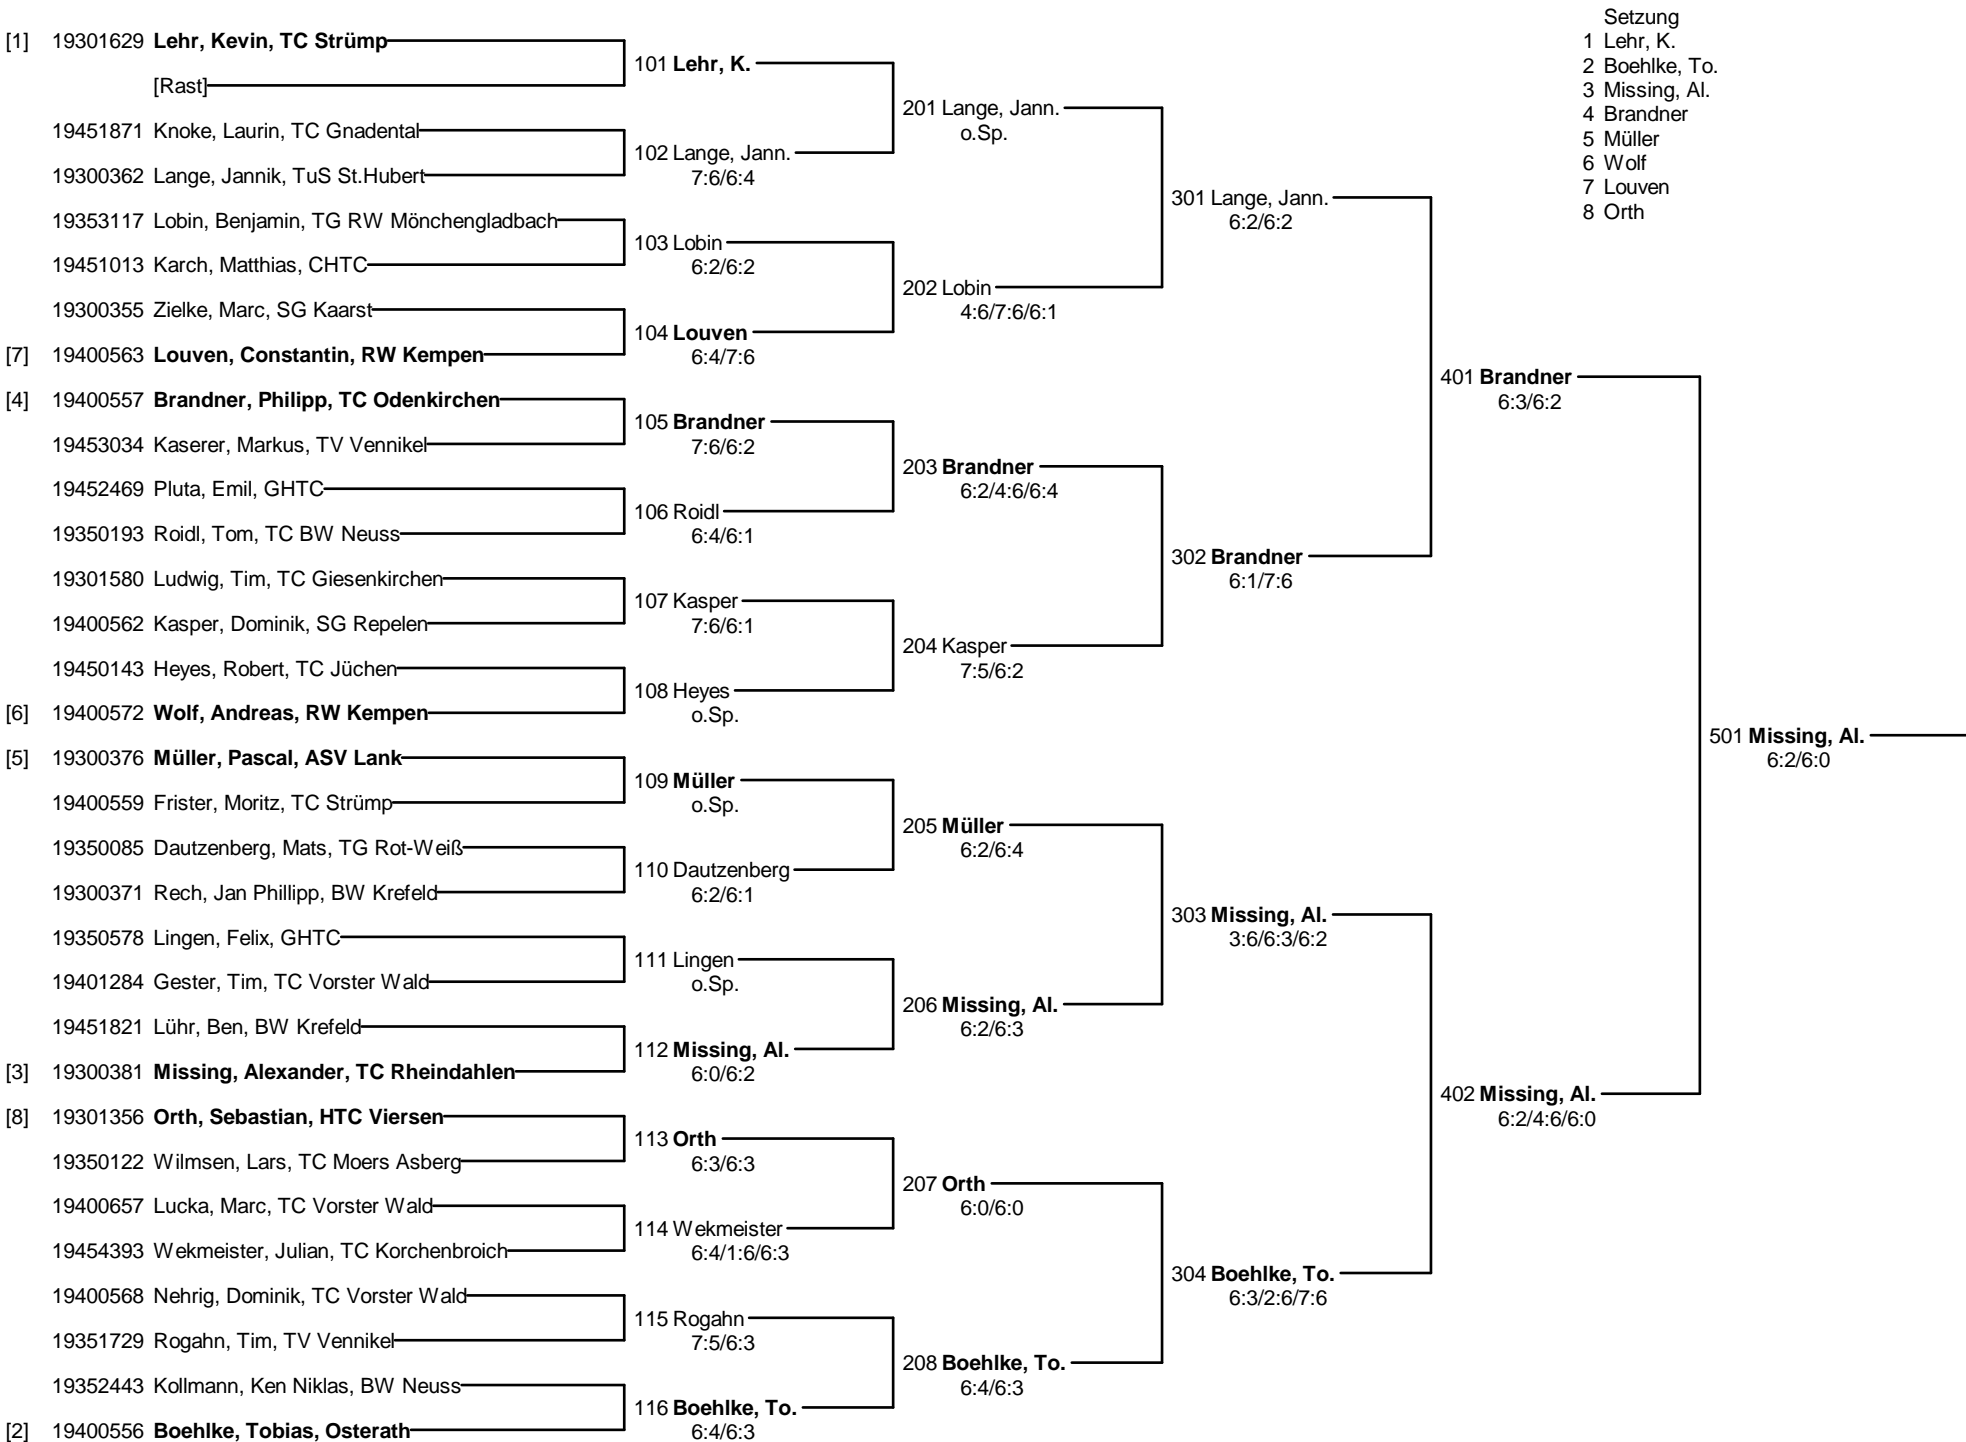 Setzung
1 Lehr, K.
2 Boehlke, To.
3 Missing, Al.
4 Brandner
5 Müller
6 Wolf
7 Louven
8 Orth
[1] 19301629 Lehr, Kevin, TC Strümp
[Rast]
19451871 Knoke, Laurin, TC Gnadental
19300362 Lange, Jannik, TuS St.Hubert
19353117 Lobin, Benjamin, TG RW Mönchengladbach
19451013 Karch, Matthias, CHTC
19300355 Zielke, Marc, SG Kaarst
[7] 19400563 Louven, Constantin, RW Kempen
[4] 19400557 Brandner, Philipp, TC Odenkirchen
19453034 Kaserer, Markus, TV Vennikel
19452469 Pluta, Emil, GHTC
19350193 Roidl, Tom, TC BW Neuss
19301580 Ludwig, Tim, TC Giesenkirchen
19400562 Kasper, Dominik, SG Repelen
19450143 Heyes, Robert, TC Jüchen
[6] 19400572 Wolf, Andreas, RW Kempen
[5] 19300376 Müller, Pascal, ASV Lank
19400559 Frister, Moritz, TC Strümp
19350085 Dautzenberg, Mats, TG Rot-Weiß
19300371 Rech, Jan Phillipp, BW Krefeld
19350578 Lingen, Felix, GHTC
19401284 Gester, Tim, TC Vorster Wald
19451821 Lühr, Ben, BW Krefeld
[3] 19300381 Missing, Alexander, TC Rheindahlen
[8] 19301356 Orth, Sebastian, HTC Viersen
19350122 Wilmsen, Lars, TC Moers Asberg
19400657 Lucka, Marc, TC Vorster Wald
19454393 Wekmeister, Julian, TC Korchenbroich
19400568 Nehrig, Dominik, TC Vorster Wald
19351729 Rogahn, Tim, TV Vennikel
19352443 Kollmann, Ken Niklas, BW Neuss
[2] 19400556 Boehlke, Tobias, Osterath
101 Lehr, K.
102 Lange, Jann.
7:6/6:4
103 Lobin
6:2/6:2
104 Louven
6:4/7:6
105 Brandner
7:6/6:2
106 Roidl
6:4/6:1
107 Kasper
7:6/6:1
108 Heyes
o.Sp.
109 Müller
o.Sp.
110 Dautzenberg
6:2/6:1
111 Lingen
o.Sp.
112 Missing, Al.
6:0/6:2
113 Orth
6:3/6:3
114 Wekmeister
6:4/1:6/6:3
115 Rogahn
7:5/6:3
116 Boehlke, To.
6:4/6:3
201 Lange, Jann.
o.Sp.
202 Lobin
4:6/7:6/6:1
203 Brandner
6:2/4:6/6:4
204 Kasper
7:5/6:2
205 Müller
6:2/6:4
206 Missing, Al.
6:2/6:3
207 Orth
6:0/6:0
208 Boehlke, To.
6:4/6:3
301 Lange, Jann.
6:2/6:2
302 Brandner
6:1/7:6
303 Missing, Al.
3:6/6:3/6:2
304 Boehlke, To.
6:3/2:6/7:6
401 Brandner
6:3/6:2
402 Missing, Al.
6:2/4:6/6:0
501 Missing, Al.
6:2/6:0